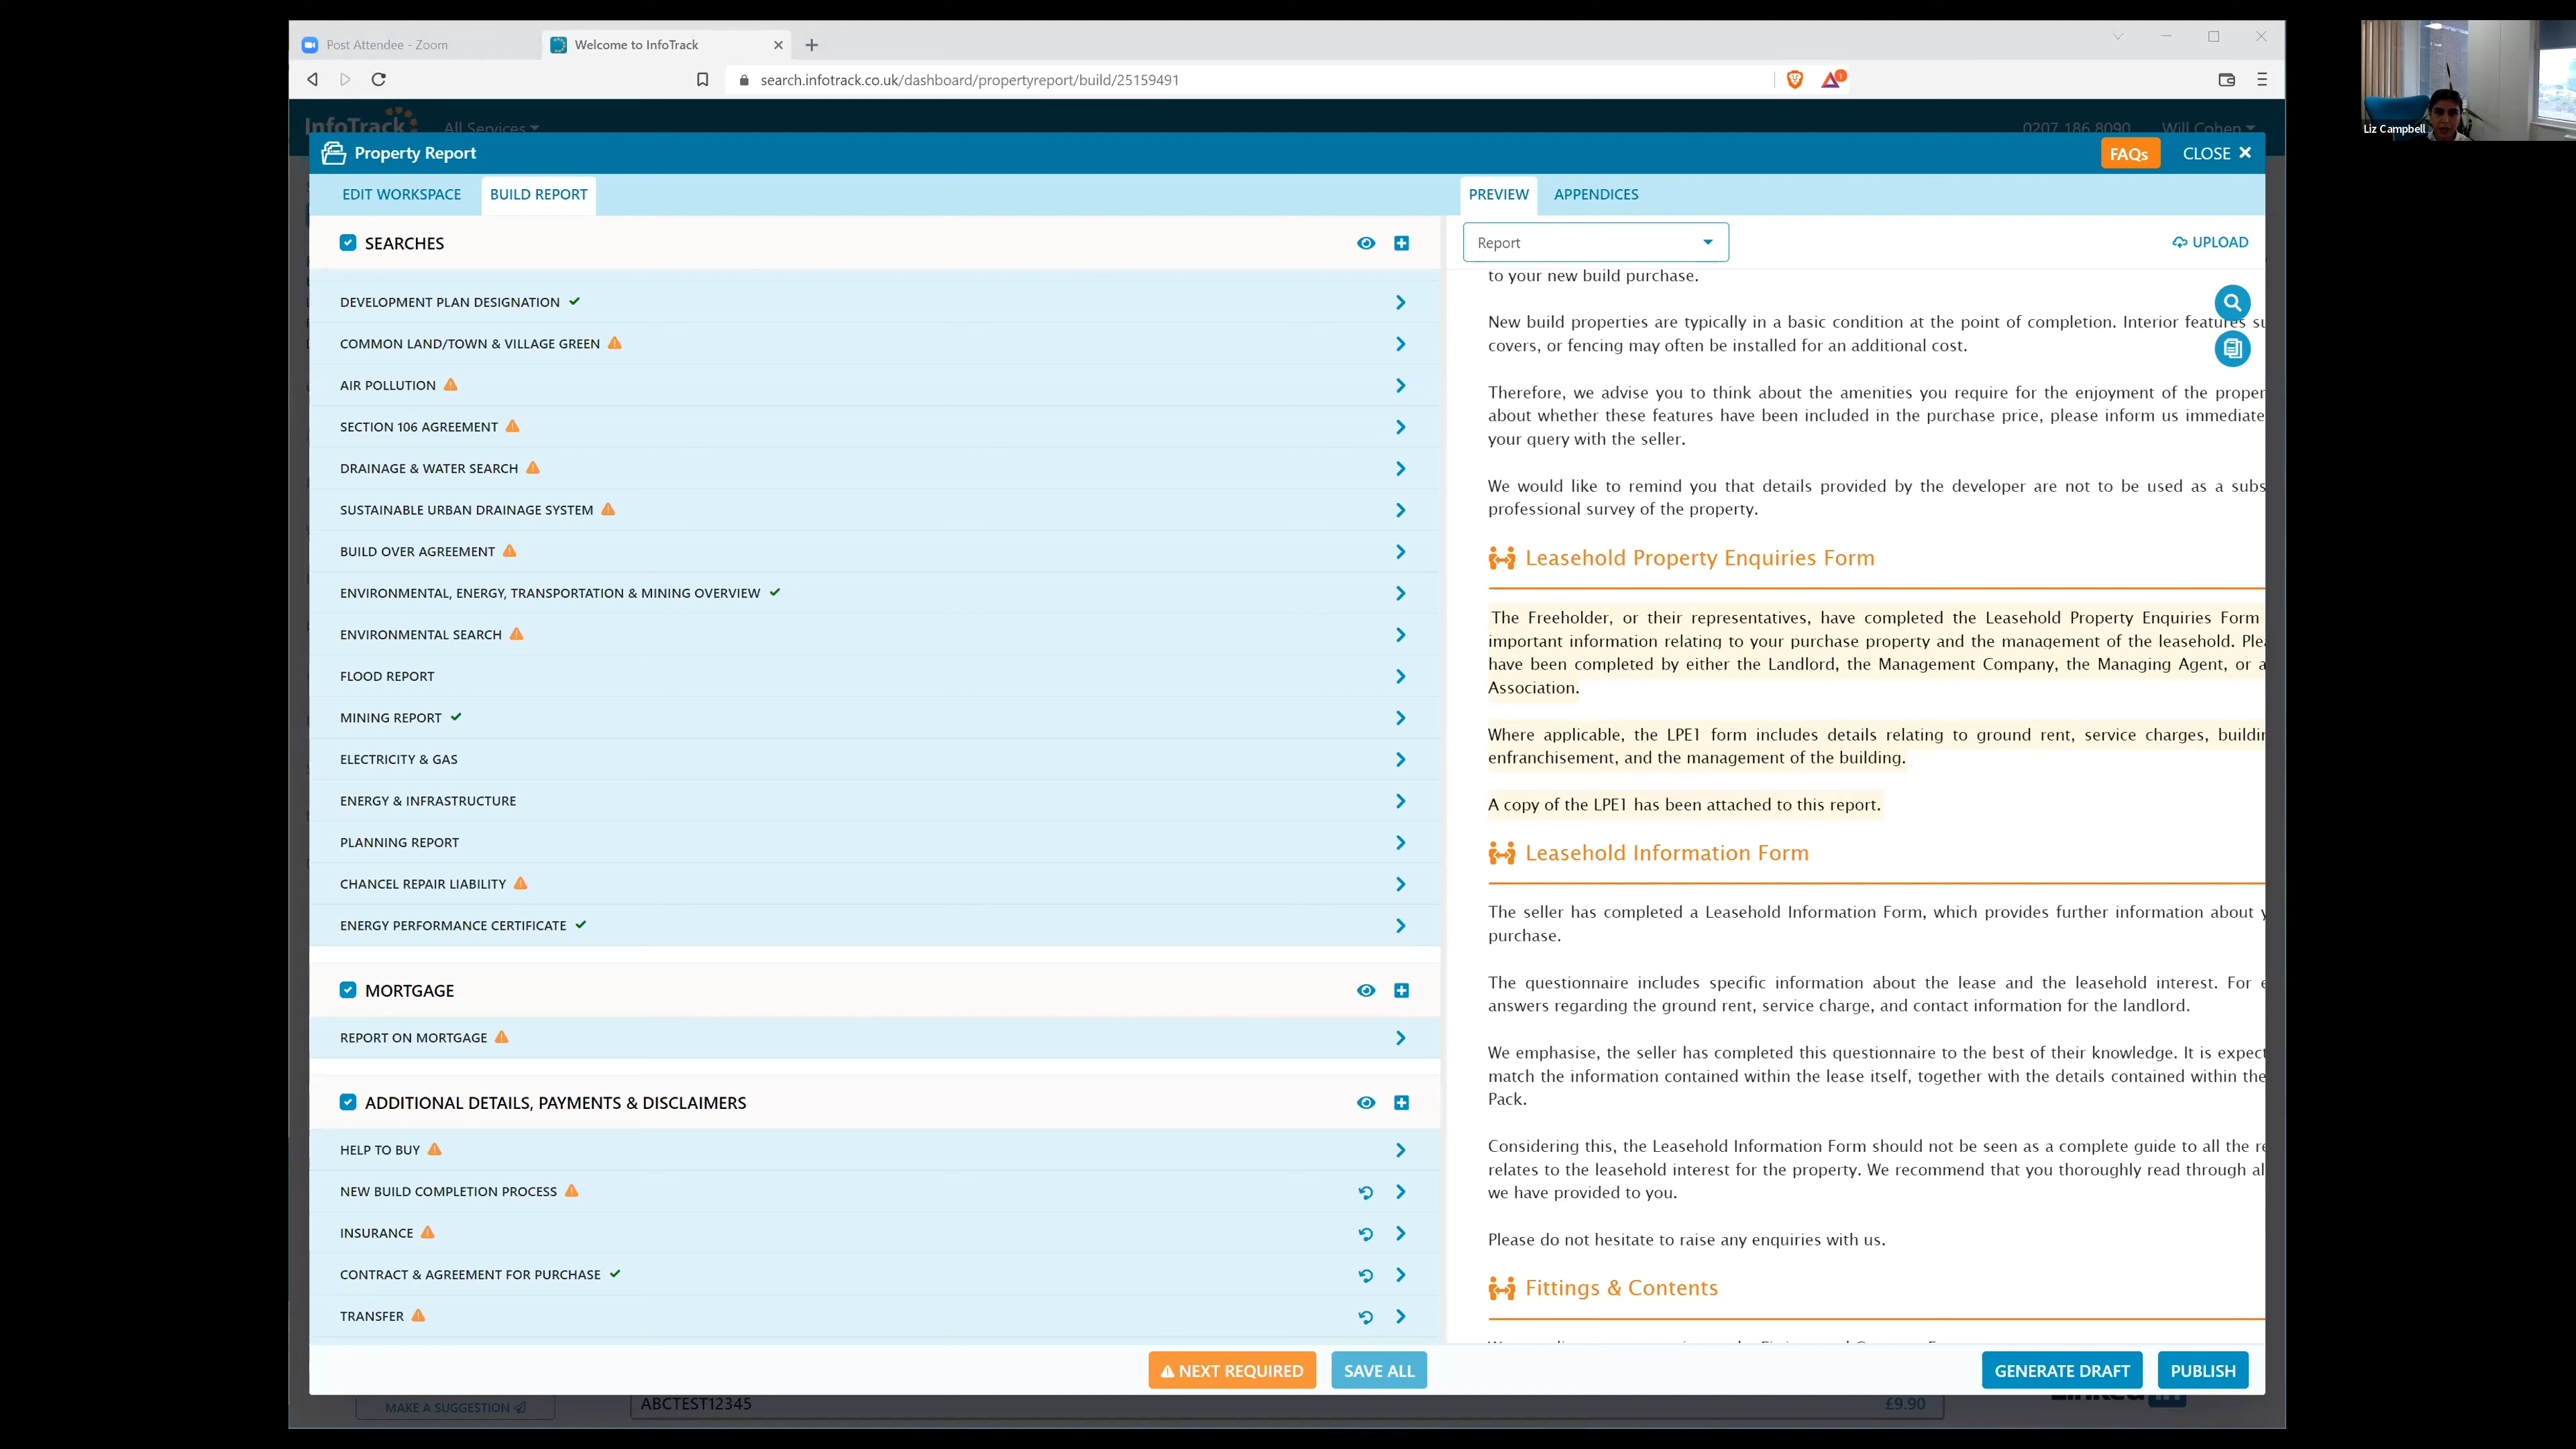 Post Attendee - Zoom
Welcome to InfoTrack
search.infotrack.co.uk/dashboard/propertyreport/build/25159491
1
InfoTrack
All Services
0207 186 8090
Will Cohen
Liz Campbell
Property Report
FAQs
CLOSE
EDIT WORKSPACE
BUILD REPORT
PREVIEW
APPENDICES
SEARCHES
DEVELOPMENT PLAN DESIGNATION
COMMON LAND/TOWN & VILLAGE GREEN
AIR POLLUTION
SECTION 106 AGREEMENT
DRAINAGE & WATER SEARCH
SUSTAINABLE URBAN DRAINAGE SYSTEM
BUILD OVER AGREEMENT
ENVIRONMENTAL, ENERGY, TRANSPORTATION & MINING OVERVIEW
ENVIRONMENTAL SEARCH
FLOOD REPORT
MINING REPORT
ELECTRICITY & GAS
ENERGY & INFRASTRUCTURE
PLANNING REPORT
CHANCEL REPAIR LIABILITY
ENERGY PERFORMANCE CERTIFICATE
MORTGAGE
REPORT ON MORTGAGE
ADDITIONAL DETAILS, PAYMENTS & DISCLAIMERS
HELP TO BUY
NEW BUILD COMPLETION PROCESS
INSURANCE
CONTRACT & AGREEMENT FOR PURCHASE
TRANSFER
Report
UPLOAD
to your new build purchase.
New build properties are typically in a basic condition at the point of completion. Interior features su
covers, or fencing may often be installed for an additional cost.
Therefore, we advise you to think about the amenities you require for the enjoyment of the proper
about whether these features have been included in the purchase price, please inform us immediate
your query with the seller.
We would like to remind you that details provided by the developer are not to be used as a subs
professional survey of the property.
Leasehold Property Enquiries Form
The Freeholder, or their representatives, have completed the Leasehold Property Enquiries Form
important information relating to your purchase property and the management of the leasehold. Plea
have been completed by either the Landlord, the Management Company, the Managing Agent, or a
Association.
Where applicable, the LPE1 form includes details relating to ground rent, service charges, buildin
enfranchisement, and the management of the building.
A copy of the LPE1 has been attached to this report.
Leasehold Information Form
The seller has completed a Leasehold Information Form, which provides further information about y
purchase.
The questionnaire includes specific information about the lease and the leasehold interest. For e
answers regarding the ground rent, service charge, and contact information for the landlord.
We emphasise, the seller has completed this questionnaire to the best of their knowledge. It is expect
match the information contained within the lease itself, together with the details contained within the
Pack.
Considering this, the Leasehold Information Form should not be seen as a complete guide to all the re
relates to the leasehold interest for the property. We recommend that you thoroughly read through al
we have provided to you.
Please do not hesitate to raise any enquiries with us.
Fittings & Contents
NEXT REQUIRED
SAVE ALL
GENERATE DRAFT
PUBLISH
MAKE A SUGGESTION
ABCTEST12345
£9.90